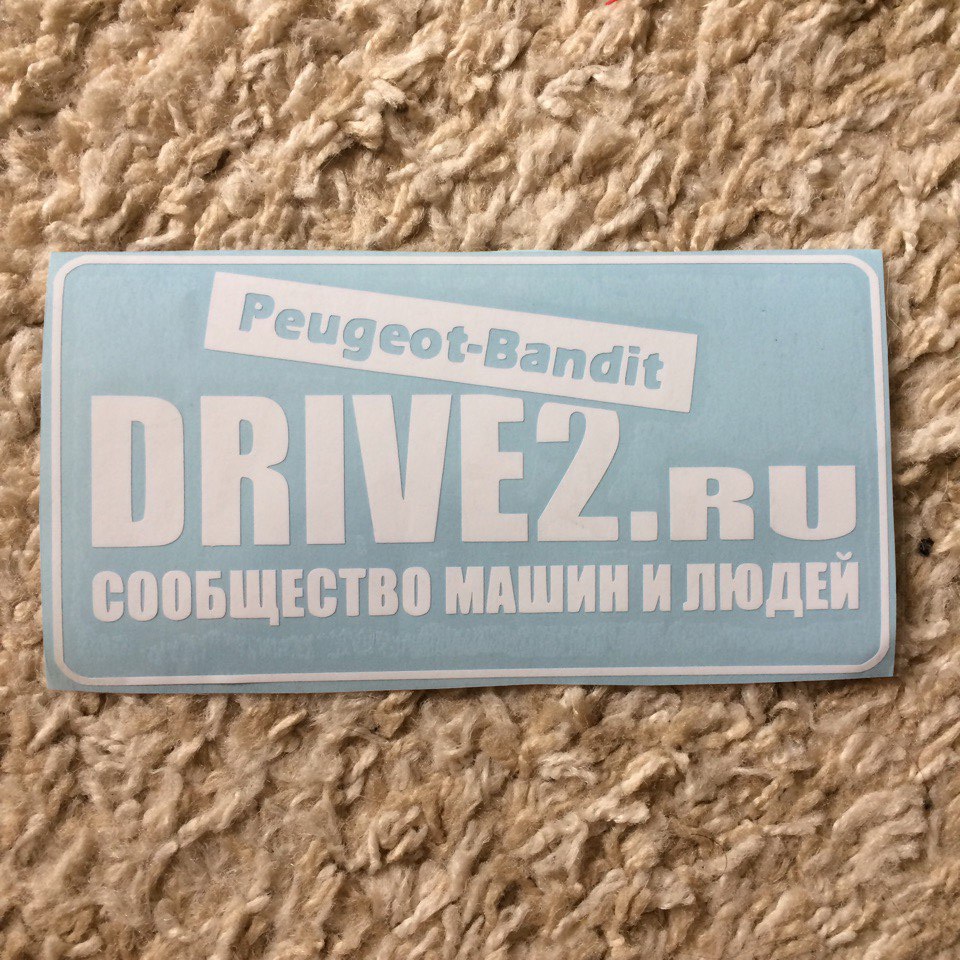 Peugeot-Bandit
DRIVE2.RU
СООБЩЕСТВО МАШИН И ЛЮДЕЙ